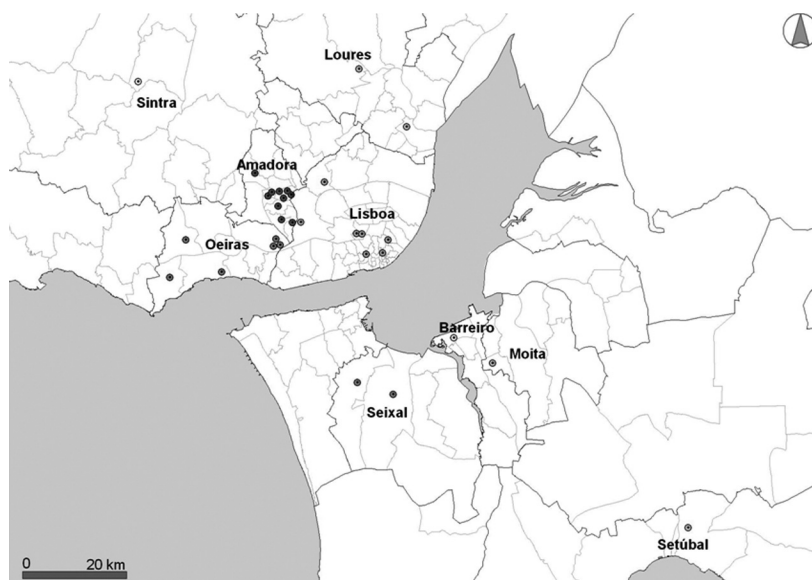 Loures
Sintra
Amadora
Lisboa
Oeiras
Barreiro
Moita
Seixal
Setúbal
0 20 km